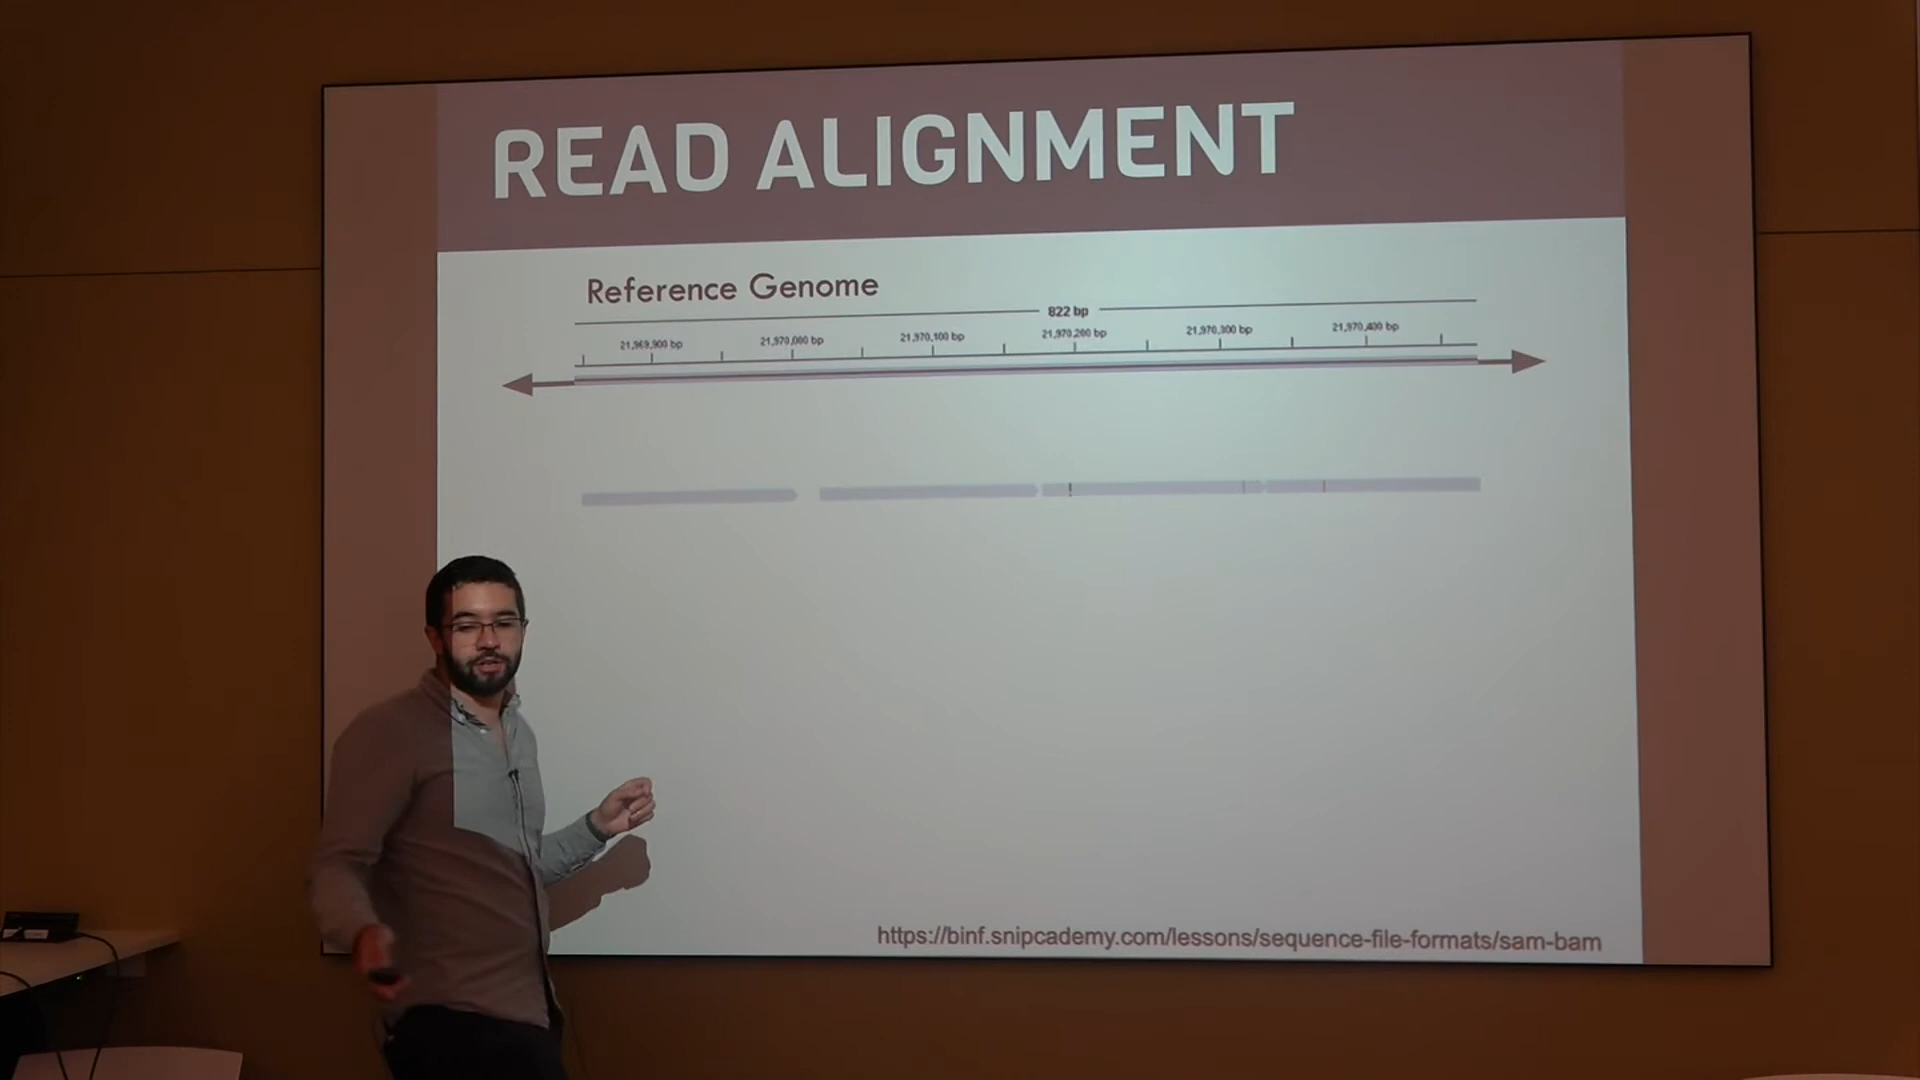 READ ALIGNMENT
Reference Genome
822 bp
21,969,900 bp 21,970,000 bp 21,970,100 bp 21,970,200 bp 21,970,300 bp 21,970,400 bp
https://binf.snipcademy.com/lessons/sequence-file-formats/sam-bam